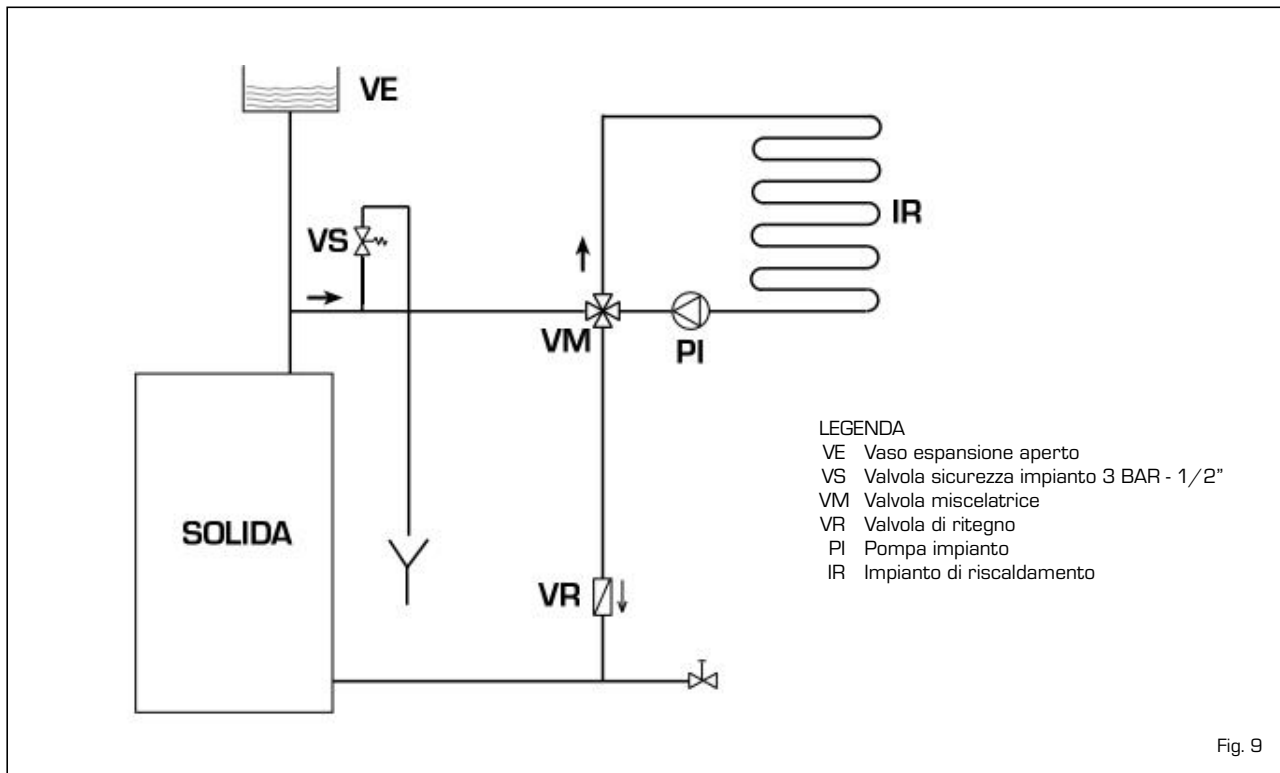 VE
VS
IR
VM
PI
SOLIDA
VR
LEGENDA
VE Vaso espansione aperto
VS Valvola sicurezza impianto 3 BAR - 1/2”
VM Valvola miscelatrice
VR Valvola di ritegno
PI Pompa impianto
IR Impianto di riscaldamento
Fig. 9